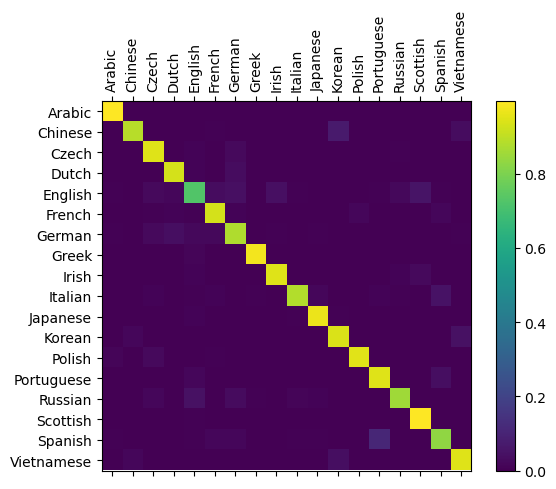 Arabic Chinese Czech Dutch English French German Greek Irish Italian Japanese Korean Polish Portuguese Russian Scottish Spanish Vietnamese
Arabic
Chinese
Czech
Dutch
English
French
German
Greek
Irish
Italian
Japanese
Korean
Polish
Portuguese
Russian
Scottish
Spanish
Vietnamese
0.8
0.6
0.4
0.2
0.0